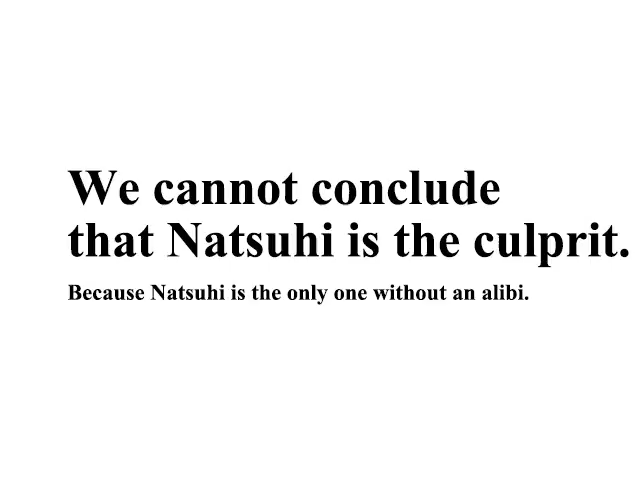 We cannot conclude
that Natsuhi is the culprit.
Because Natsuhi is the only one without an alibi.